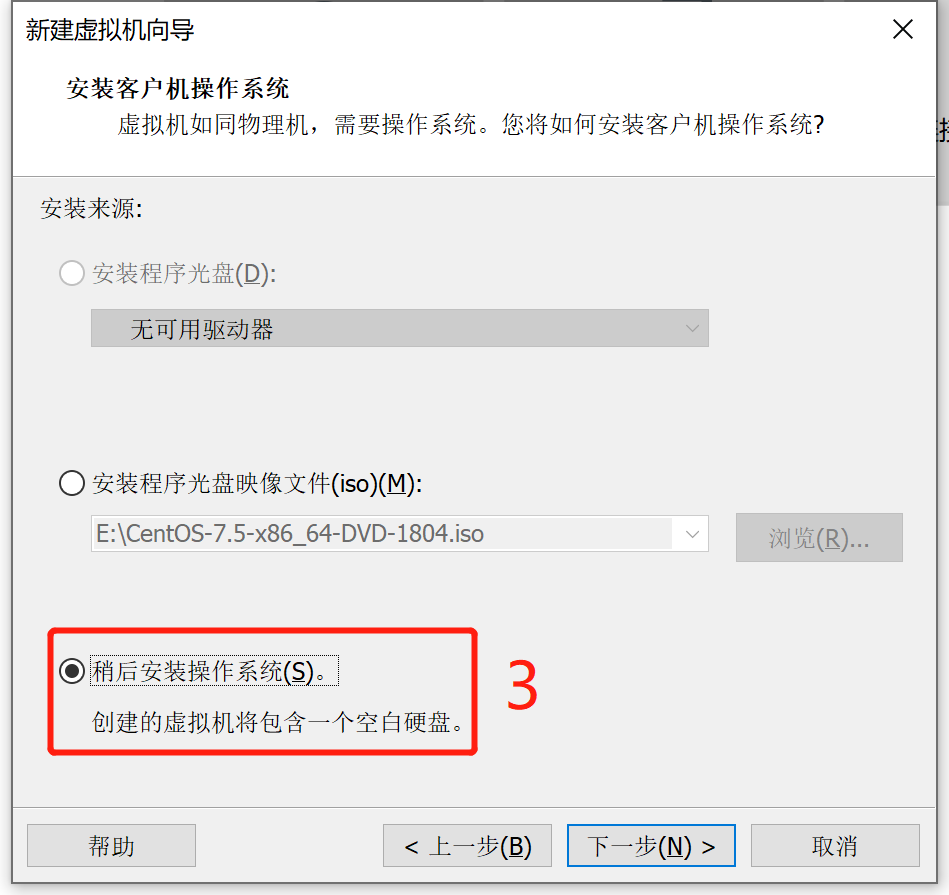 新建虚拟机向导
安装客户机操作系统
虚拟机如同物理机，需要操作系统。您将如何安装客户机操作系统?
安装来源:
安装程序光盘(D):
无可用驱动器
安装程序光盘映像文件(iso)(M):
E:\CentOS-7.5-x86_64-DVD-1804.iso
浏览(R)...
稍后安装操作系统(S)。
创建的虚拟机将包含一个空白硬盘。
3
帮助
< 上一步(B)
下一步(N) >
取消